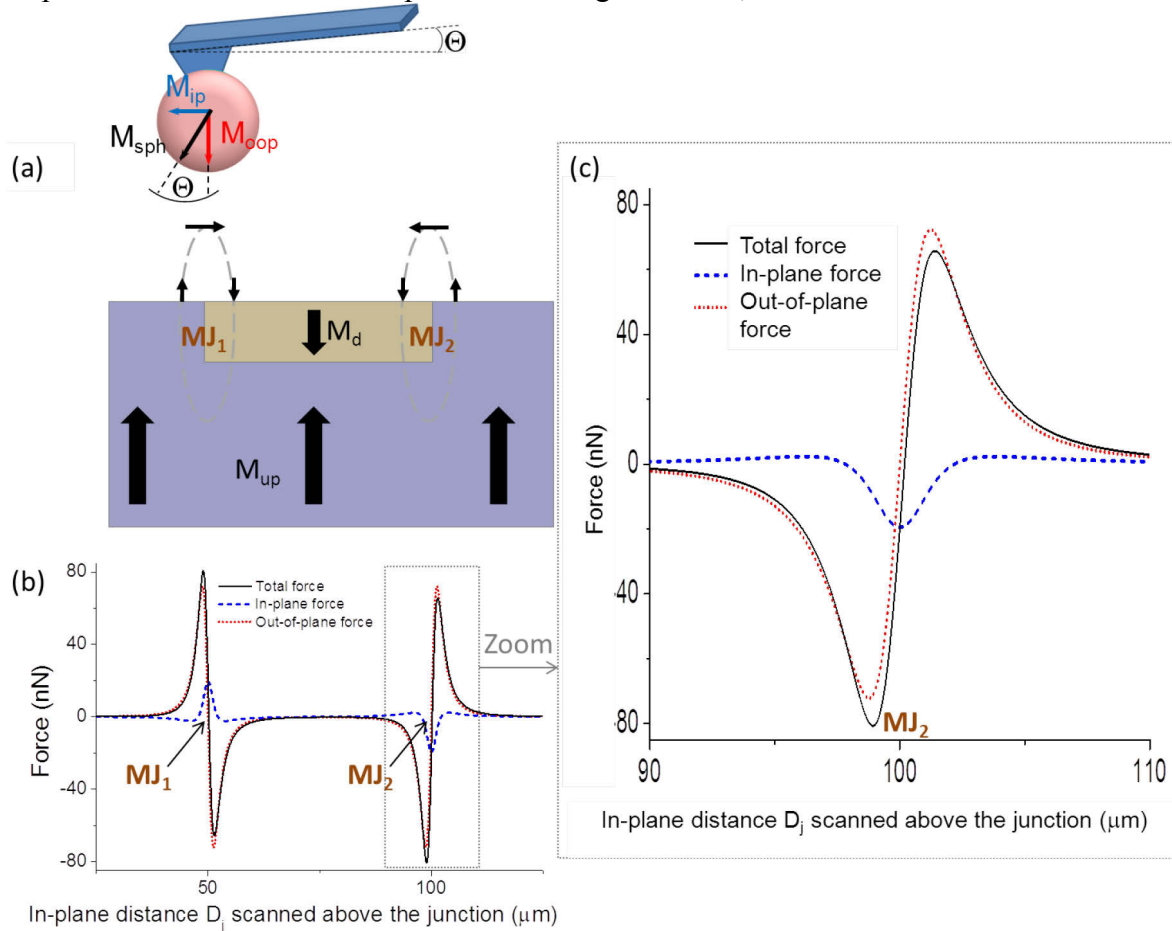 Θ
M_ip
M_sph
M_oop
Θ
(a)
MJ₁
M_d
MJ₂
M_up
(b)
80
40
0
-40
-80
Force (nN)
Total force
In-plane force
Out-of-plane force
MJ₁
MJ₂
Zoom
50
100
In-plane distance D_j scanned above the junction (μm)
(c)
80
40
0
-40
-80
Force (nN)
Total force
In-plane force
Out-of-plane
force
MJ₂
90
100
110
In-plane distance D_j scanned above the junction (μm)